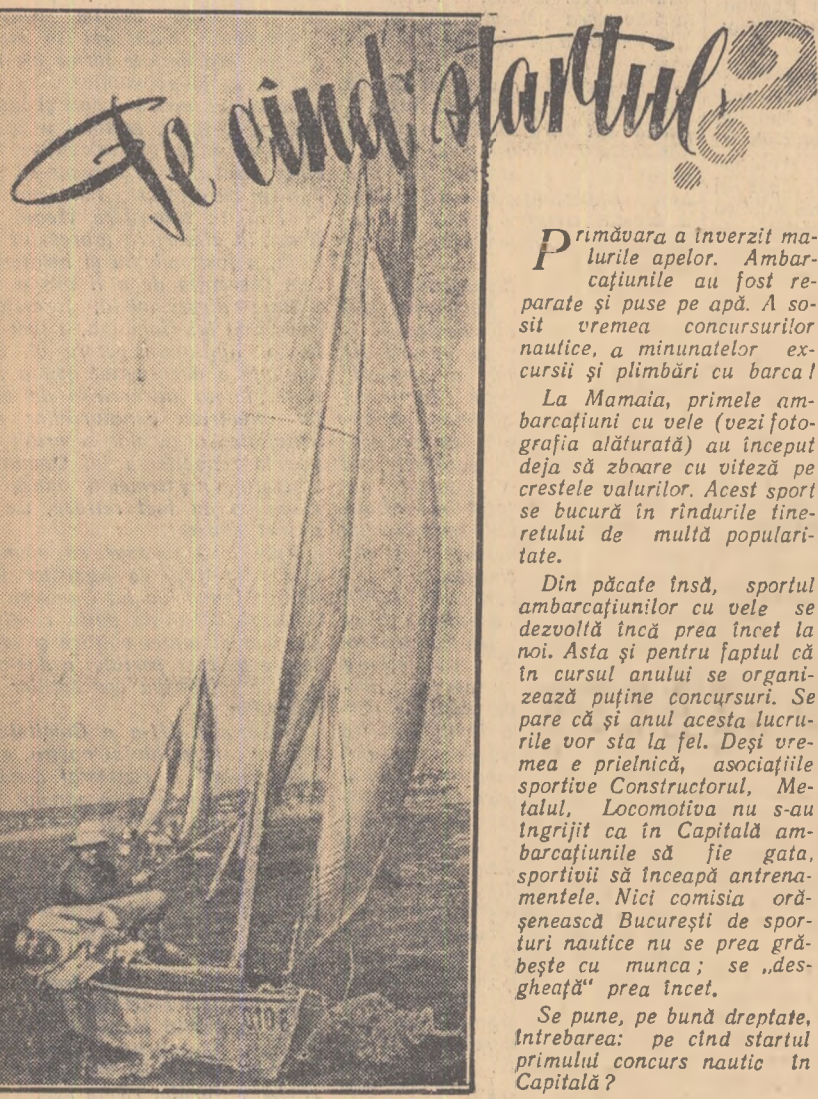 Pe cînd startul?
Primăvara a înverzit ma-
lurile apelor. Ambar-
cațiunile au fost re-
parate și puse pe apă. A so-
sit vremea concursurilor
nautice, a minunatelor ex-
cursii și plimbări cu barca!
La Mamaia, primele am-
barcațiuni cu vele (vezi foto-
grafia alăturată) au început
deja să zboare cu viteză pe
crestele valurilor. Acest sport
se bucură în rîndurile tine-
retului de multă populari-
tate.
Din păcate însă, sportul
ambarcațiunilor cu vele se
dezvoltă încă prea încet la
noi. Asta și pentru faptul că
în cursul anului se organi-
zează puține concursuri. Se
pare că și anul acesta lucru-
rile vor sta la fel. Deși vre-
mea e prielnică, asociațiile
sportive Constructorul, Me-
talul, Locomotiva nu s-au
îngrijit ca în Capitală am-
barcațiunile să fie gata,
sportivii să înceapă antrena-
mentele. Nici comisia oră-
șenească București de spor-
turi nautice nu se prea gră-
bește cu munca; se „des-
gheață“ prea încet.
Se pune, pe bună dreptate,
întrebarea: pe cînd startul
primului concurs nautic în
Capitală?